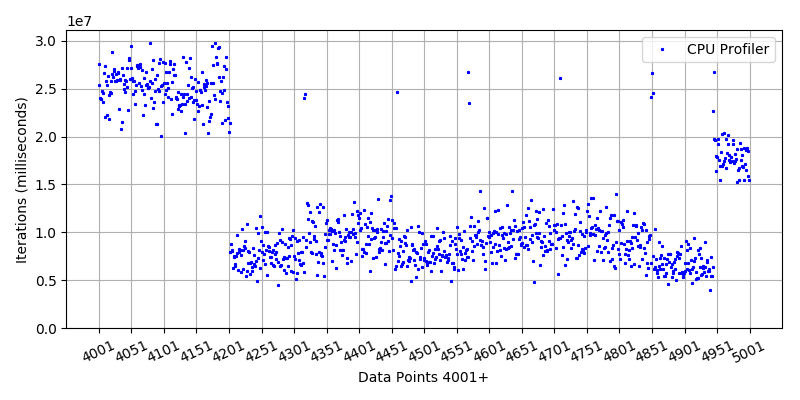 1e7
3.0
2.5
2.0
1.5
1.0
0.5
0.0
Iterations (milliseconds)
CPU Profiler
4001 4051 4101 4151 4201 4251 4301 4351 4401 4451 4501 4551 4601 4651 4701 4751 4801 4851 4901 4951 5001
Data Points 4001+